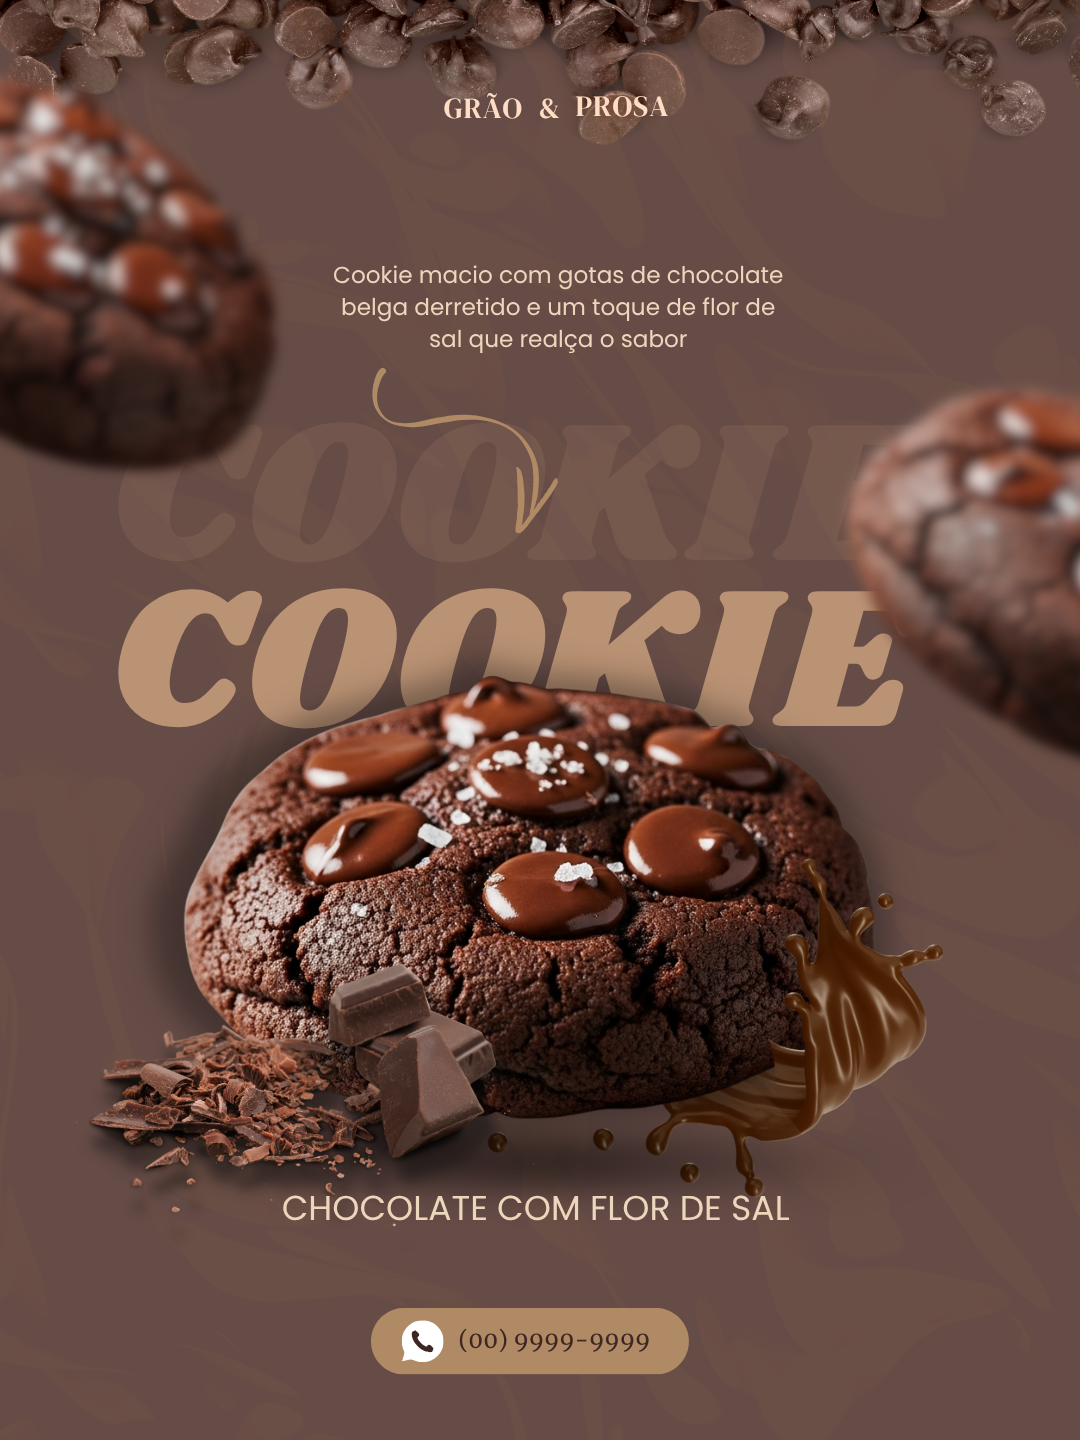 GRÃO & PROSA
Cookie macio com gotas de chocolate
belga derretido e um toque de flor de
sal que realça o sabor
COOKIE
COOKIE
CHOCOLATE COM FLOR DE SAL
(00) 9999-9999